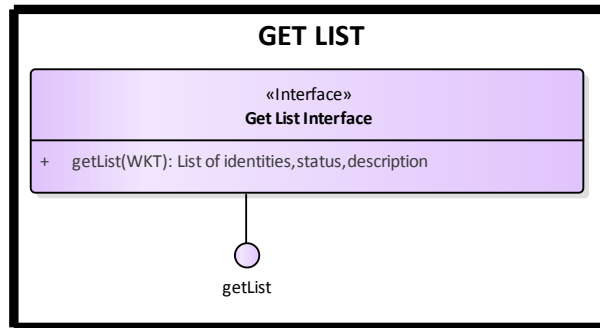 GET LIST
«Interface»
Get List Interface
+ getList(WKT): List of identities,status,description
getList